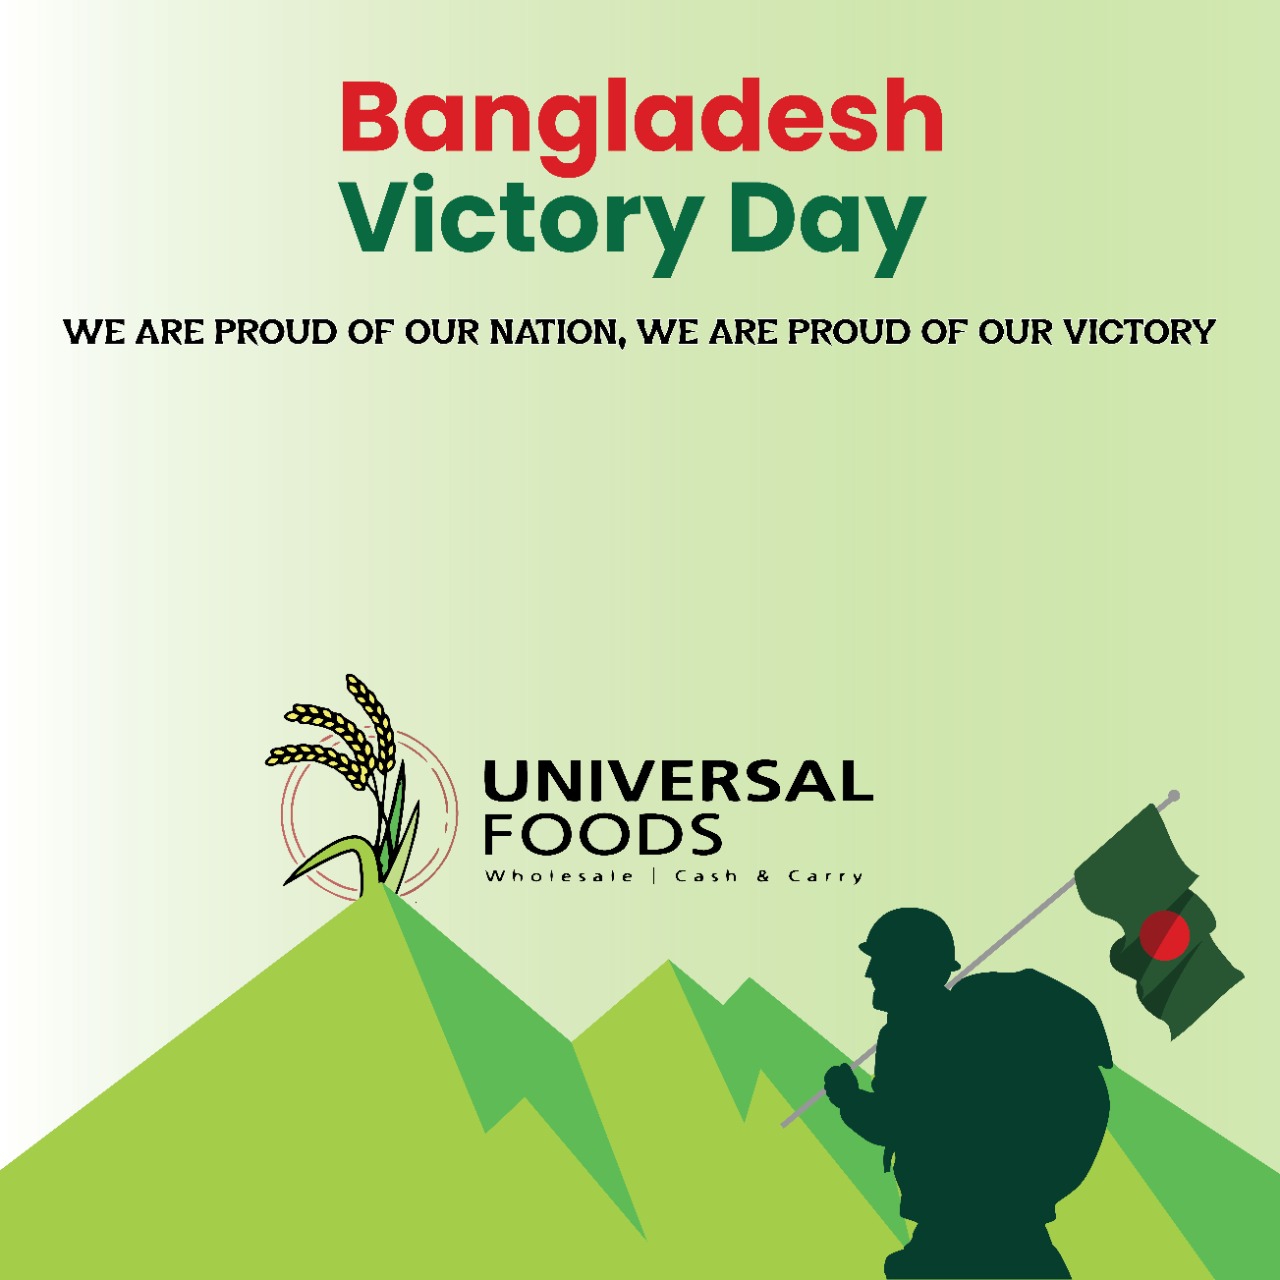 Bangladesh
Victory Day
WE ARE PROUD OF OUR NATION, WE ARE PROUD OF OUR VICTORY
UNIVERSAL
FOODS
Wholesale | Cash & Carry